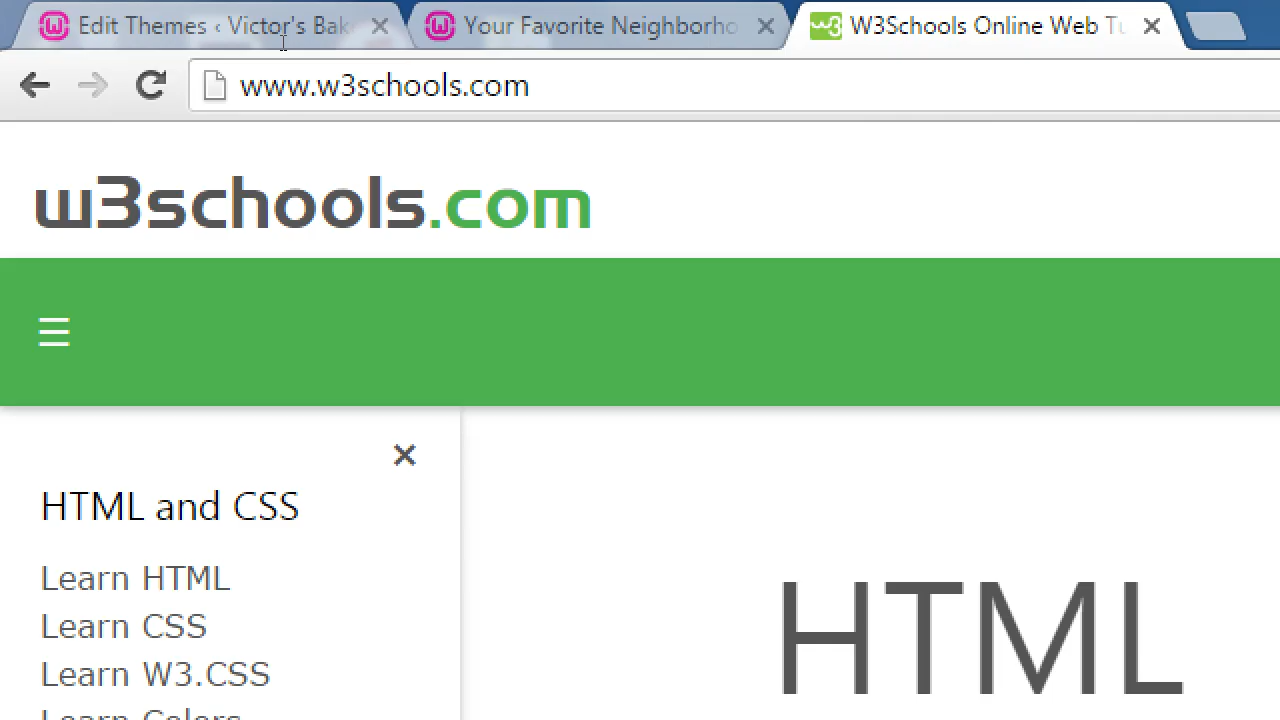 Edit Themes ‹ Victor's Bak
Your Favorite Neighborho
W3Schools Online Web Tu
www.w3schools.com
w3schools.com
HTML and CSS
Learn HTML
Learn CSS
Learn W3.CSS
Learn Colors
HTML